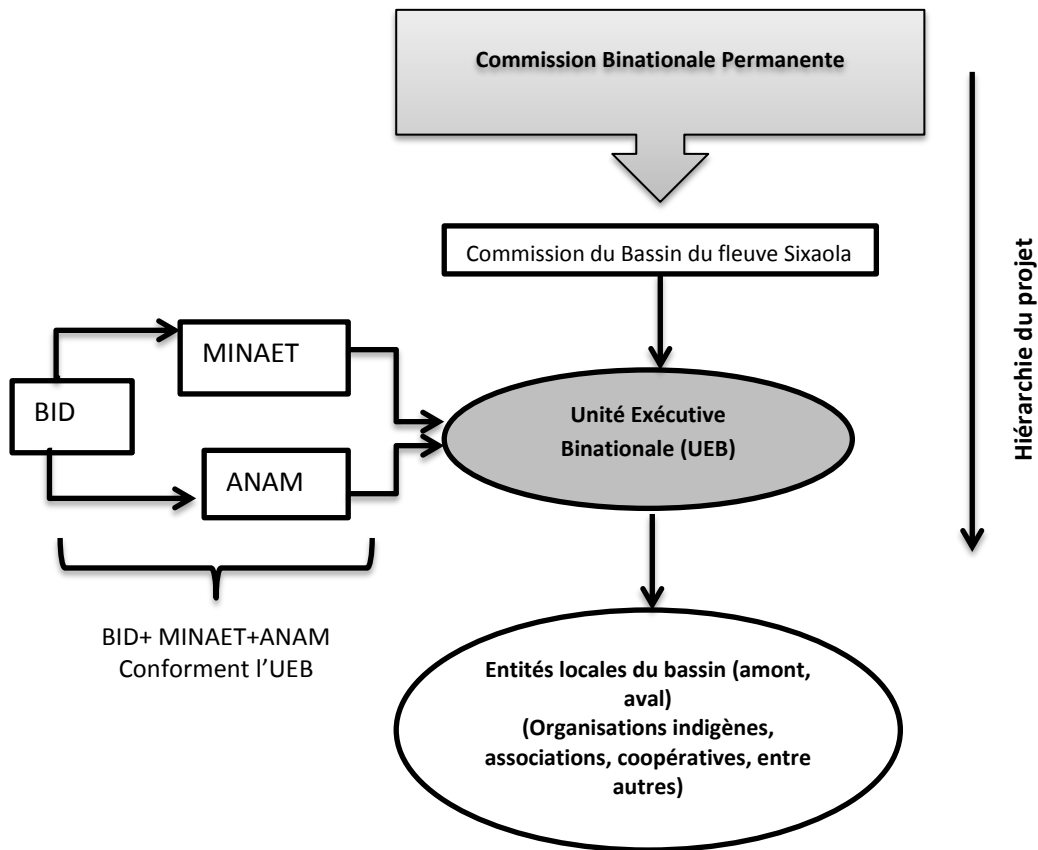 Commission Binationale Permanente
Commission du Bassin du fleuve Sixaola
Hiérarchie du projet
MINAET
BID
ANAM
Unité Exécutive
Binationale (UEB)
BID+ MINAET+ANAM
Conforment l’UEB
Entités locales du bassin (amont,
aval)
(Organisations indigènes,
associations, coopératives, entre
autres)